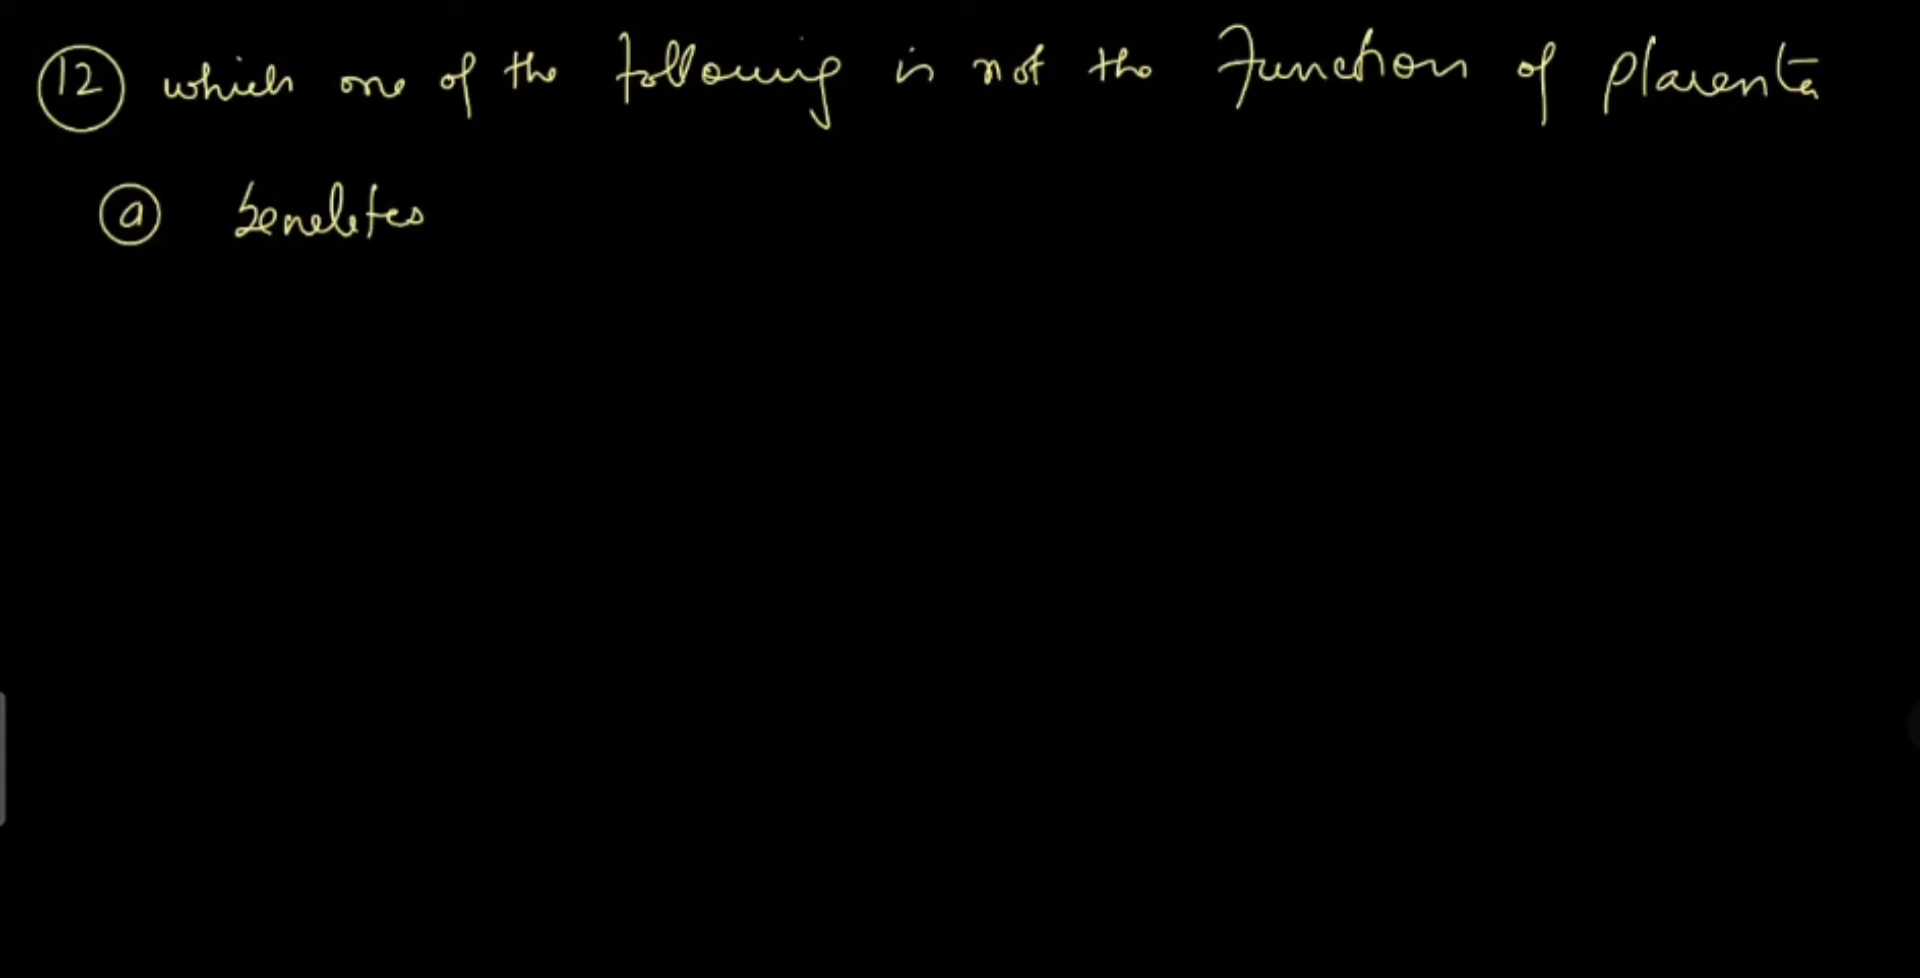 12 which one of the following is not the function of placenta
a